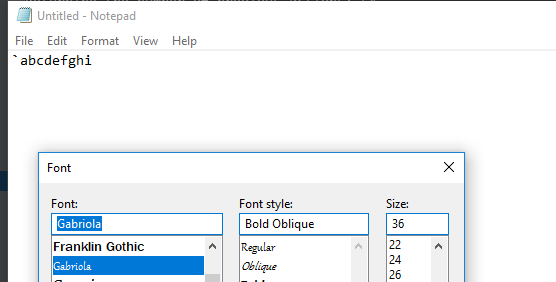 Untitled - Notepad
File Edit Format View Help
`abcdefghi
Font
Font: Font style: Size:
Gabriola Bold Oblique 36
Franklin Gothic Regular 22
Gabriola Oblique 24
26